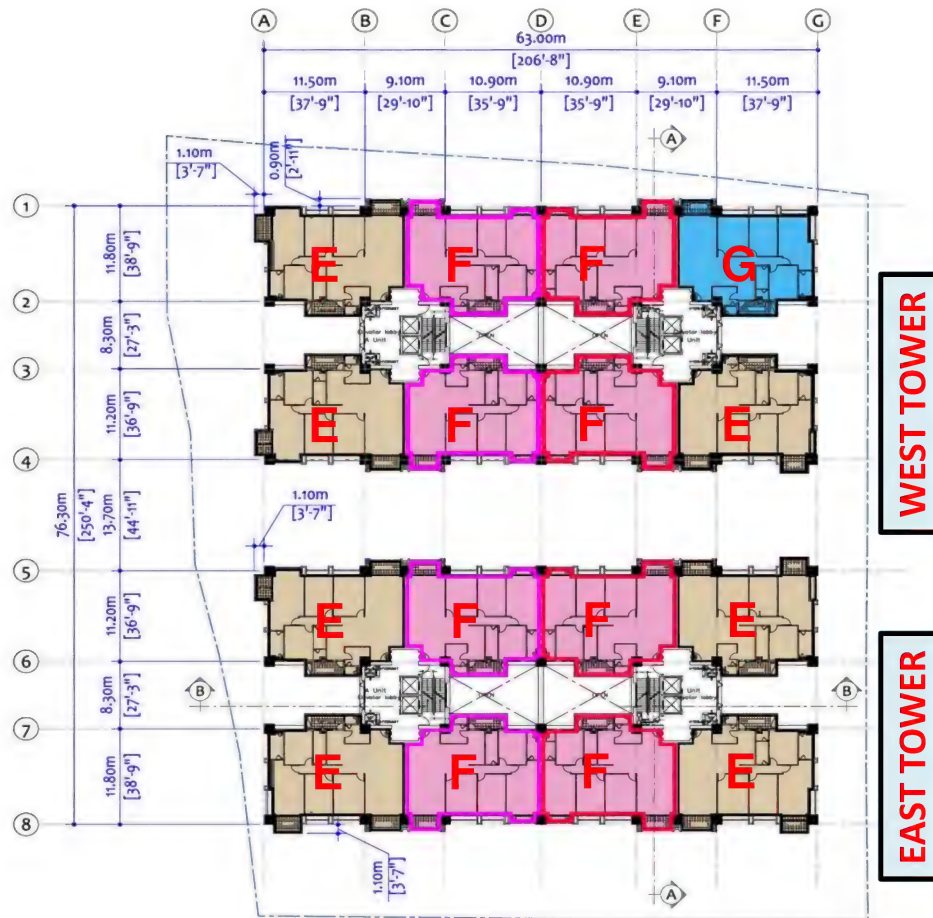 A B C D E F G
63.00m
[206'-8"]
11.50m 9.10m 10.90m 10.90m 9.10m 11.50m
[37'-9"] [29'-10"] [35'-9"] [35'-9"] [29'-10"] [37'-9"]
A
1.10m
[3'-7"]
0.90m
[2'-11"]
1
11.80m
[38'-9"]
E F F G
2
8.30m
[27'-3"]
A Unit
3
11.20m
[36'-9"]
E F F E
4
WEST TOWER
76.30m
[250'-4"]
13.70m
[44'-11"]
1.10m
[3'-7"]
5
11.20m
[36'-9"]
E F F E
6
8.30m
[27'-3"]
B
A Unit
B
7
11.80m
[38'-9"]
E F F E
8
EAST TOWER
1.10m
[3'-7"]
A